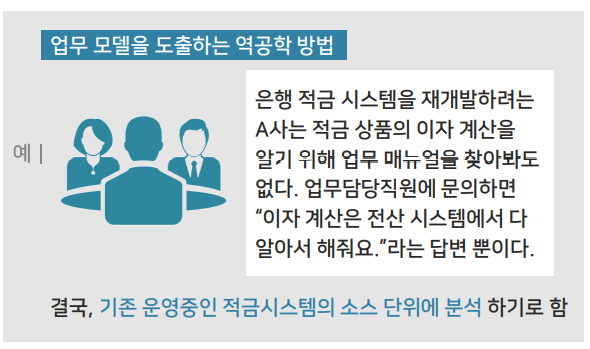 업무 모델을 도출하는 역공학 방법
예 |
은행 적금 시스템을 재개발하려는
A사는 적금 상품의 이자 계산을
알기 위해 업무 매뉴얼을 찾아봐도
없다. 업무담당직원에 문의하면
“이자 계산은 전산 시스템에서 다
알아서 해줘요.”라는 답변 뿐이다.
결국, 기존 운영중인 적금시스템의 소스 단위에 분석 하기로 함